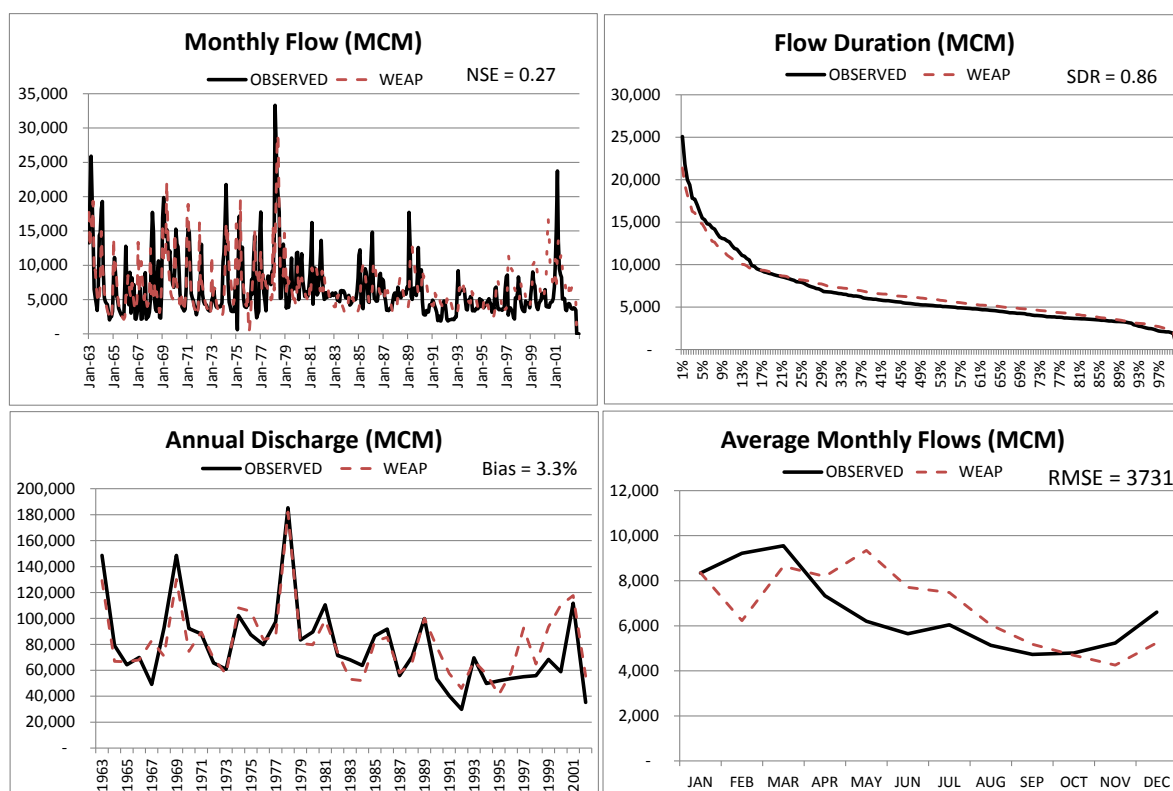 Monthly Flow (MCM)
OBSERVED WEAP NSE = 0.27
35,000
30,000
25,000
20,000
15,000
10,000
5,000
-
Jan-63 Jan-65 Jan-67 Jan-69 Jan-71 Jan-73 Jan-75 Jan-77 Jan-79 Jan-81 Jan-83 Jan-85 Jan-87 Jan-89 Jan-91 Jan-93 Jan-95 Jan-97 Jan-99 Jan-01
Flow Duration (MCM)
OBSERVED WEAP SDR = 0.86
30,000
25,000
20,000
15,000
10,000
5,000
-
1% 5% 9% 13% 17% 21% 25% 29% 33% 37% 41% 45% 49% 53% 57% 61% 65% 69% 73% 77% 81% 85% 89% 93% 97%
Annual Discharge (MCM)
OBSERVED WEAP Bias = 3.3%
200,000
180,000
160,000
140,000
120,000
100,000
80,000
60,000
40,000
20,000
-
1963 1965 1967 1969 1971 1973 1975 1977 1979 1981 1983 1985 1987 1989 1991 1993 1995 1997 1999 2001
Average Monthly Flows (MCM)
OBSERVED WEAP RMSE = 3731
12,000
10,000
8,000
6,000
4,000
2,000
-
JAN FEB MAR APR MAY JUN JUL AUG SEP OCT NOV DEC